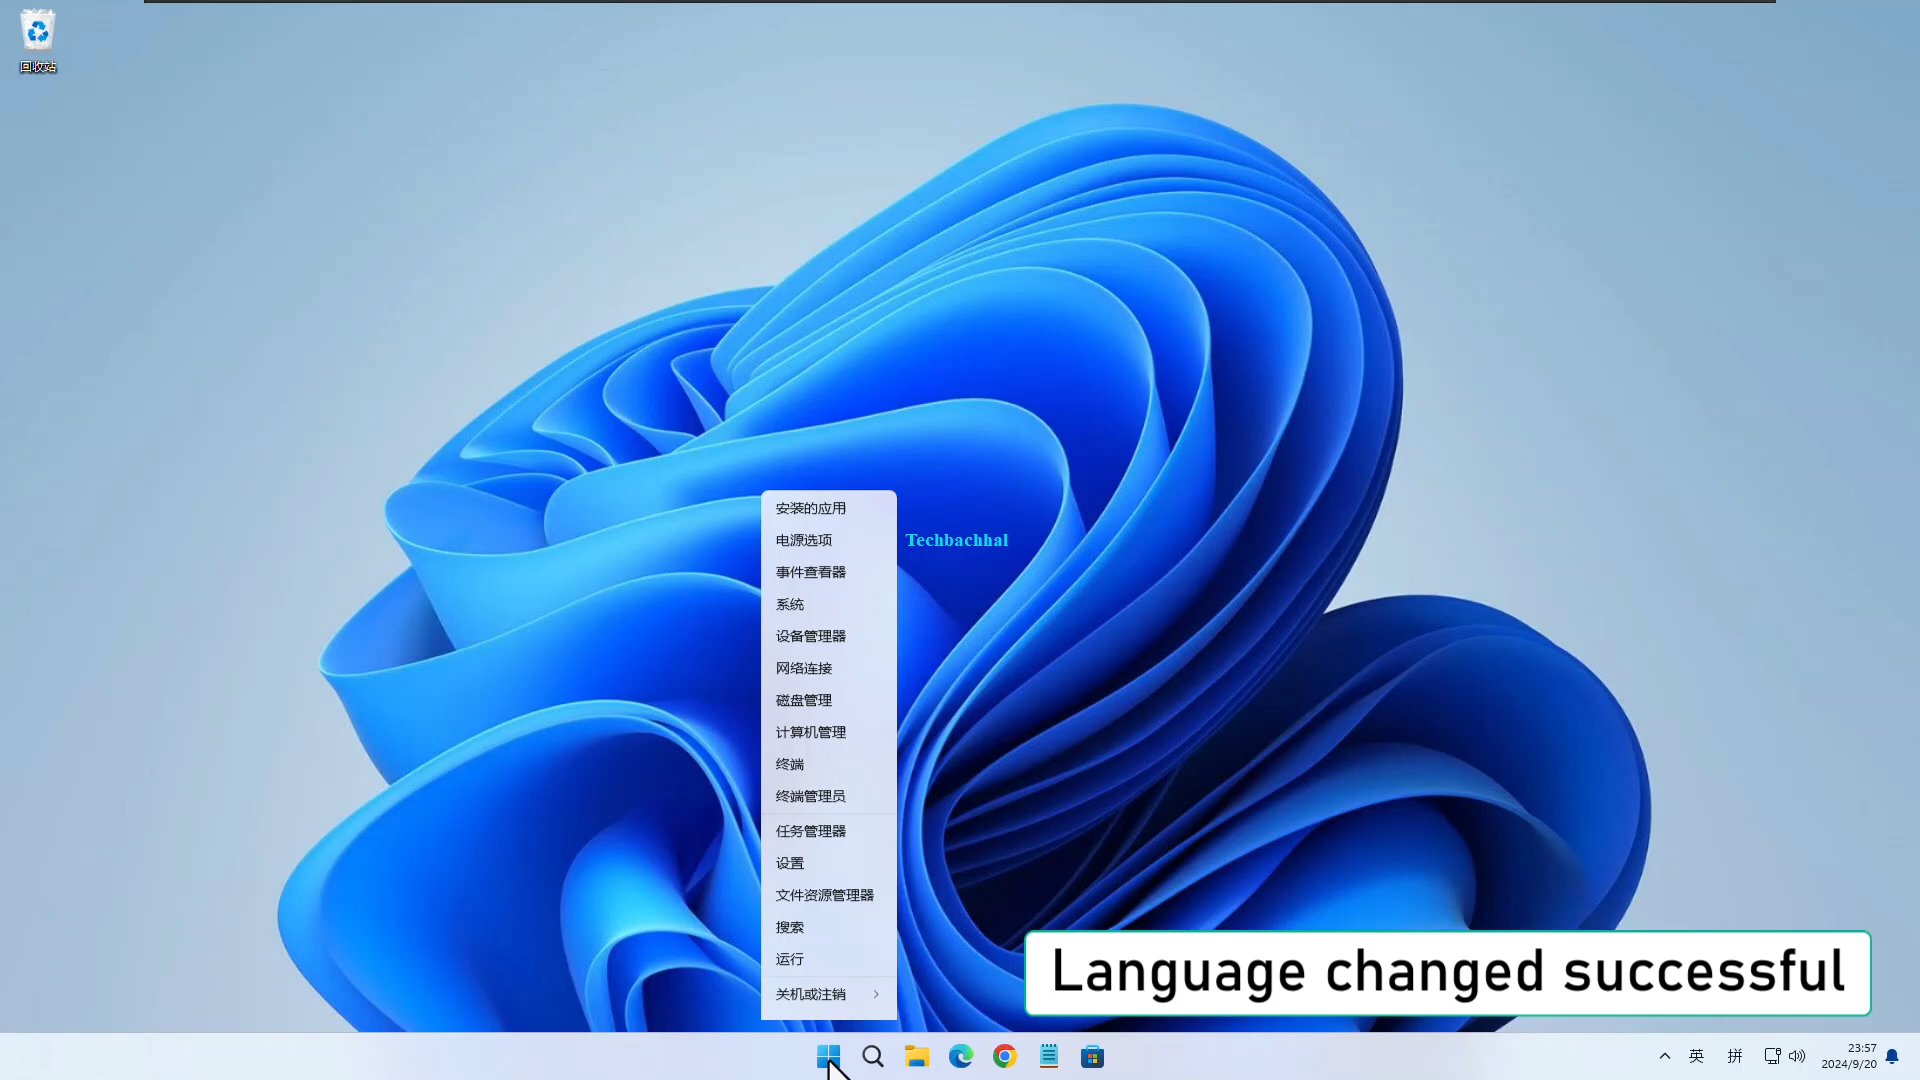 回收站
安装的应用
电源选项
Techbachhal
事件查看器
系统
设备管理器
网络连接
磁盘管理
计算机管理
终端
终端管理员
任务管理器
设置
文件资源管理器
搜索
运行
关机或注销
Language changed successful
英 拼 23:57
2024/9/20